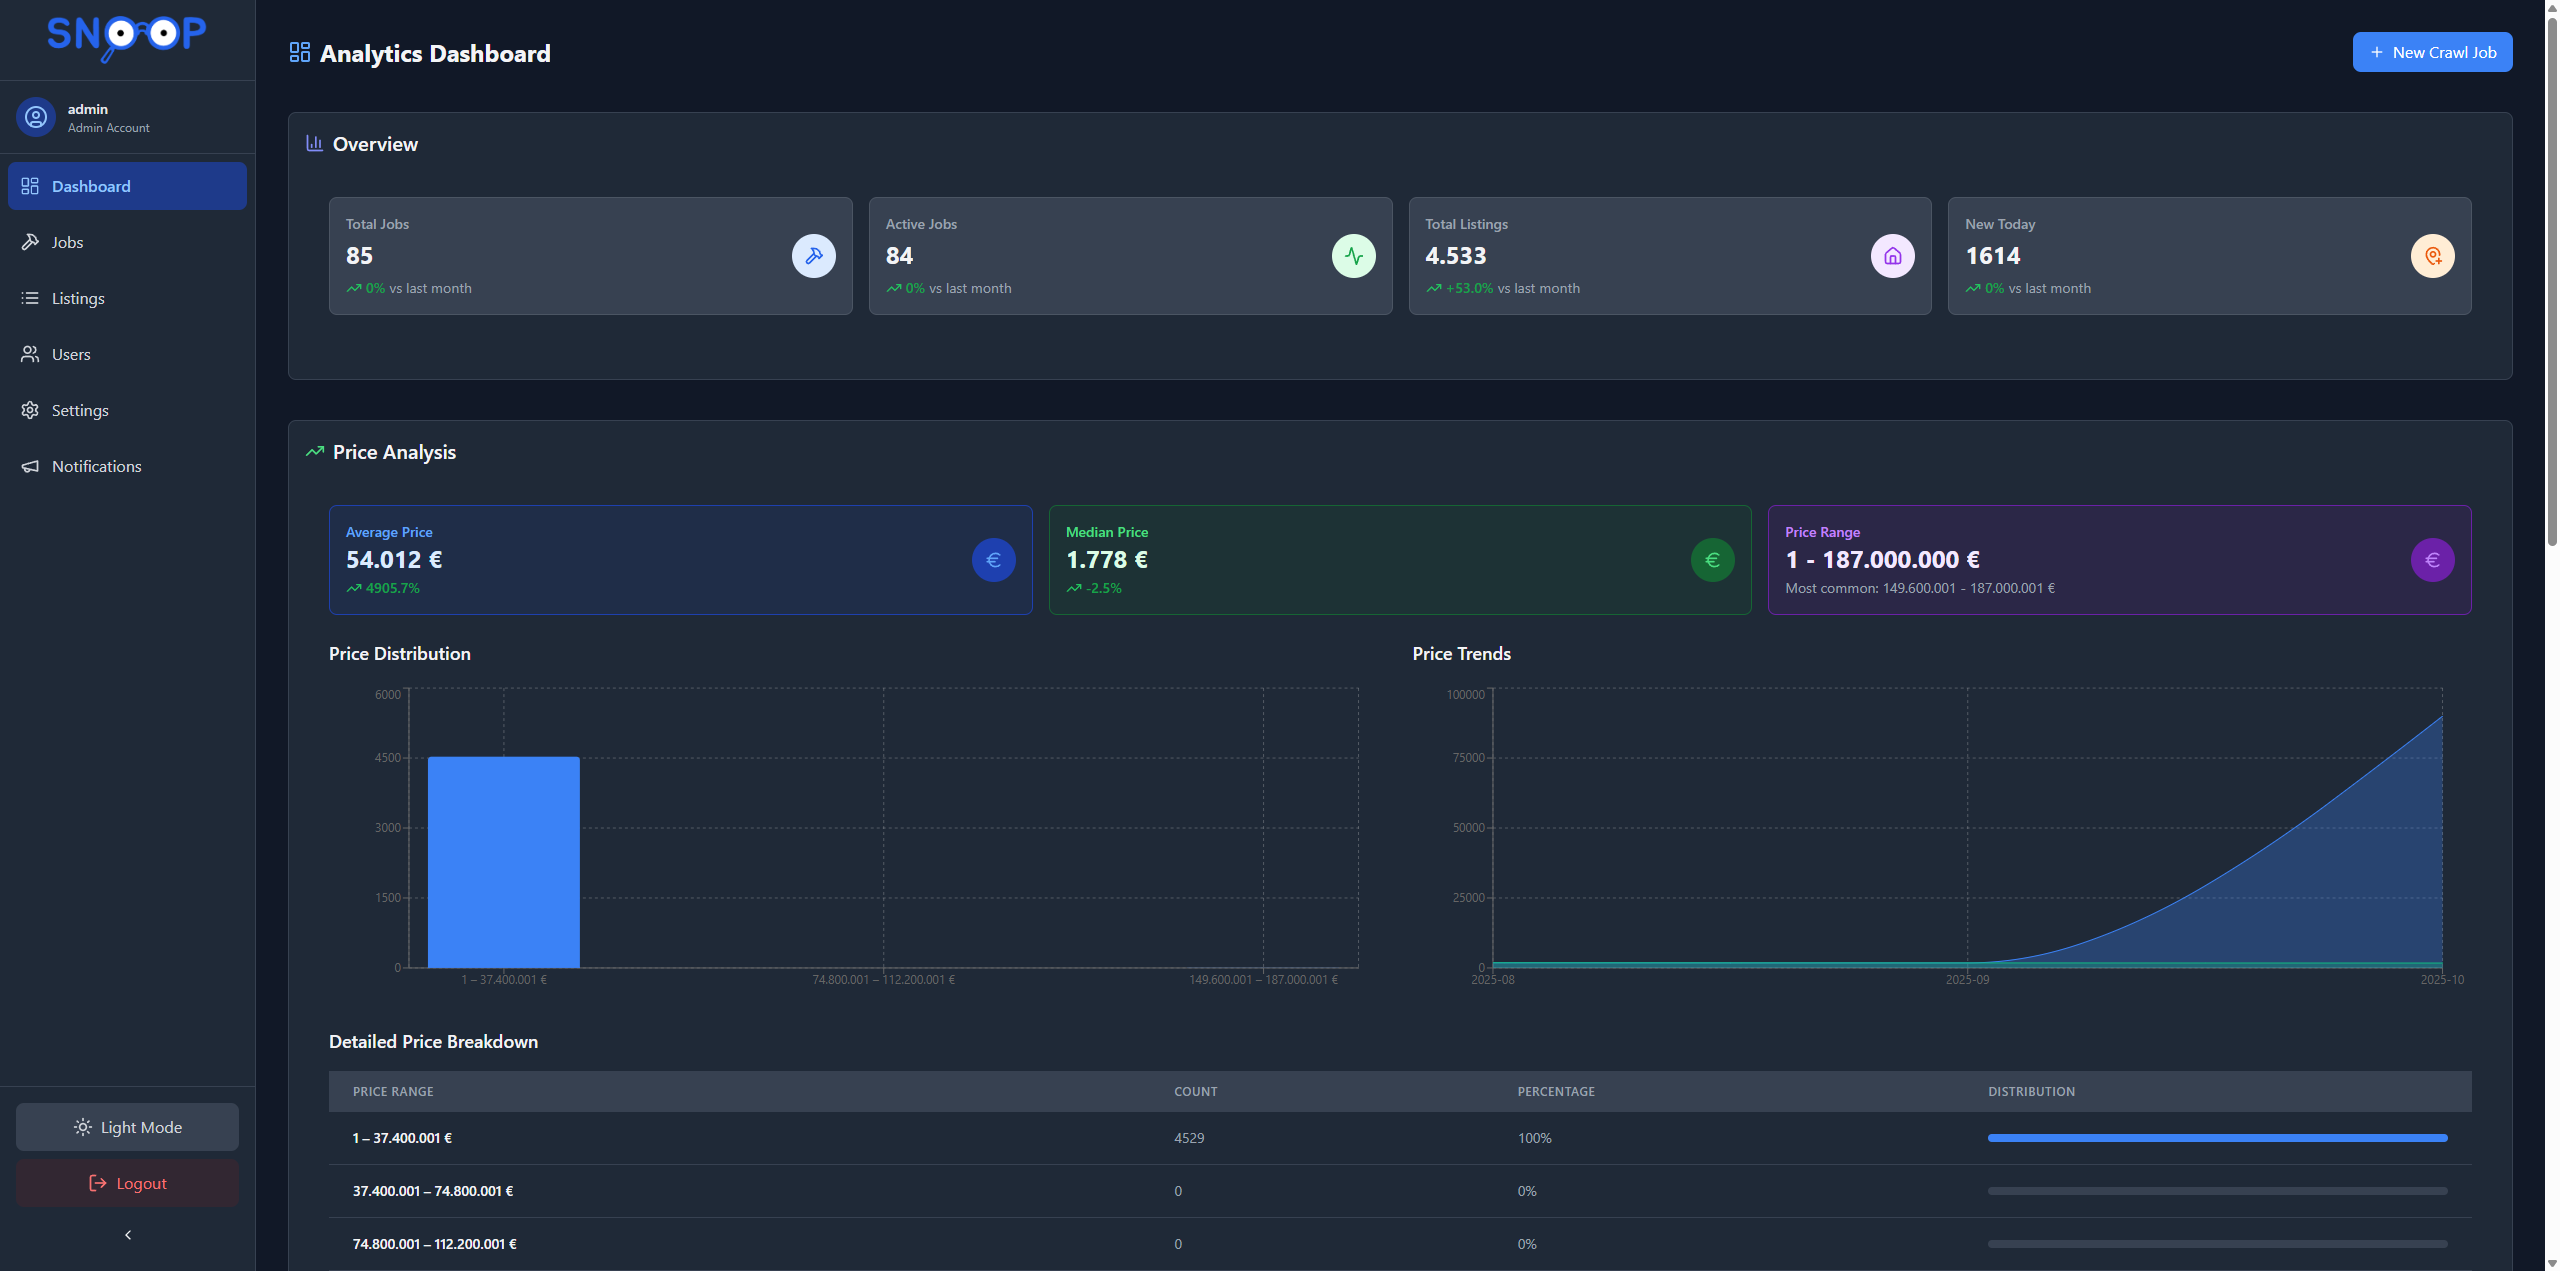 SNOOP
admin
Admin Account
Dashboard
Jobs
Listings
Users
Settings
Notifications
Light Mode
Logout
Analytics Dashboard
New Crawl Job
Overview
Total Jobs
85
0% vs last month
Active Jobs
84
0% vs last month
Total Listings
4.533
+53.0% vs last month
New Today
1614
0% vs last month
Price Analysis
Average Price
54.012 €
4905.7%
Median Price
1.778 €
-2.5%
Price Range
1 - 187.000.000 €
Most common: 149.600.001 - 187.000.001 €
Price Distribution
6000
4500
3000
1500
0
1 – 37.400.001 €
74.800.001 – 112.200.001 €
149.600.001 – 187.000.001 €
Price Trends
100000
75000
50000
25000
0
2025-08
2025-09
2025-10
Detailed Price Breakdown
PRICE RANGE COUNT PERCENTAGE DISTRIBUTION
1 – 37.400.001 € 4529 100%
37.400.001 – 74.800.001 € 0 0%
74.800.001 – 112.200.001 € 0 0%